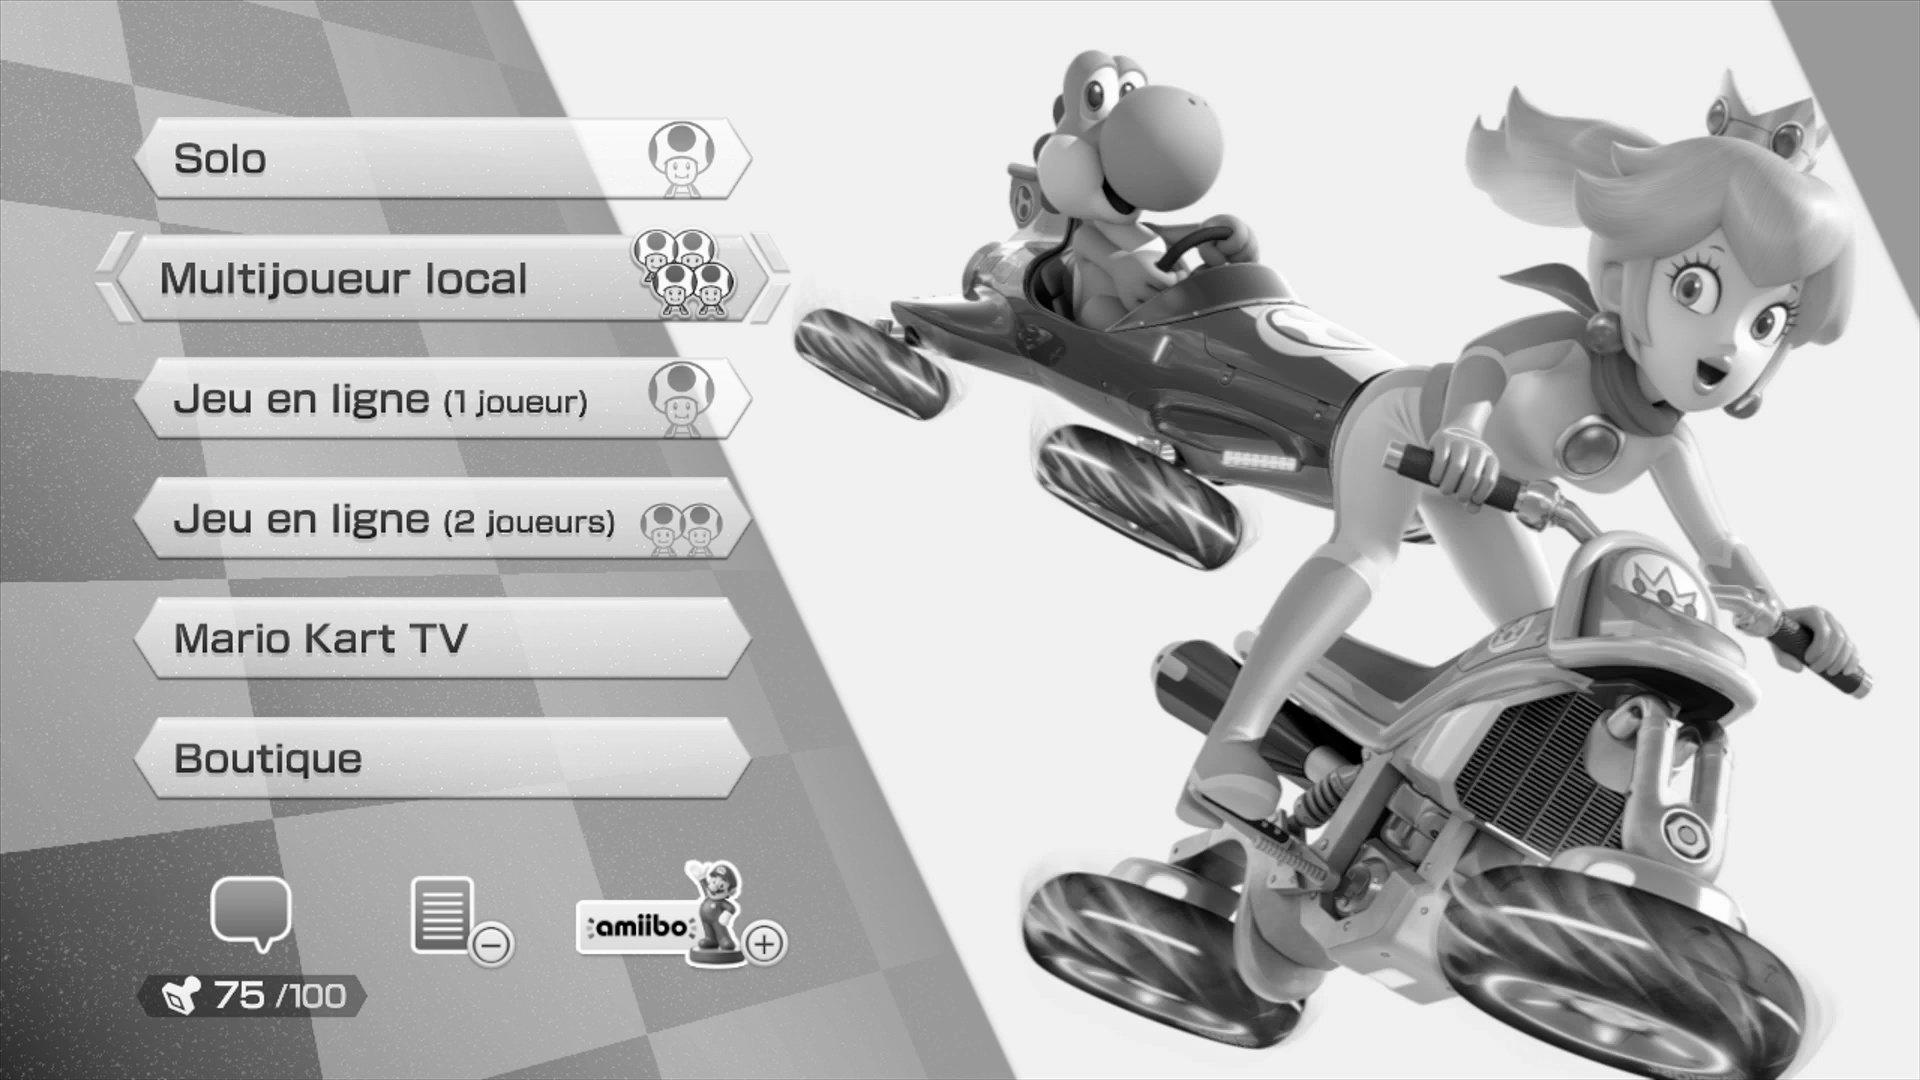 Solo
Multijoueur local
Jeu en ligne (1 joueur)
Jeu en ligne (2 joueurs)
Mario Kart TV
Boutique
amiibo
75 /100